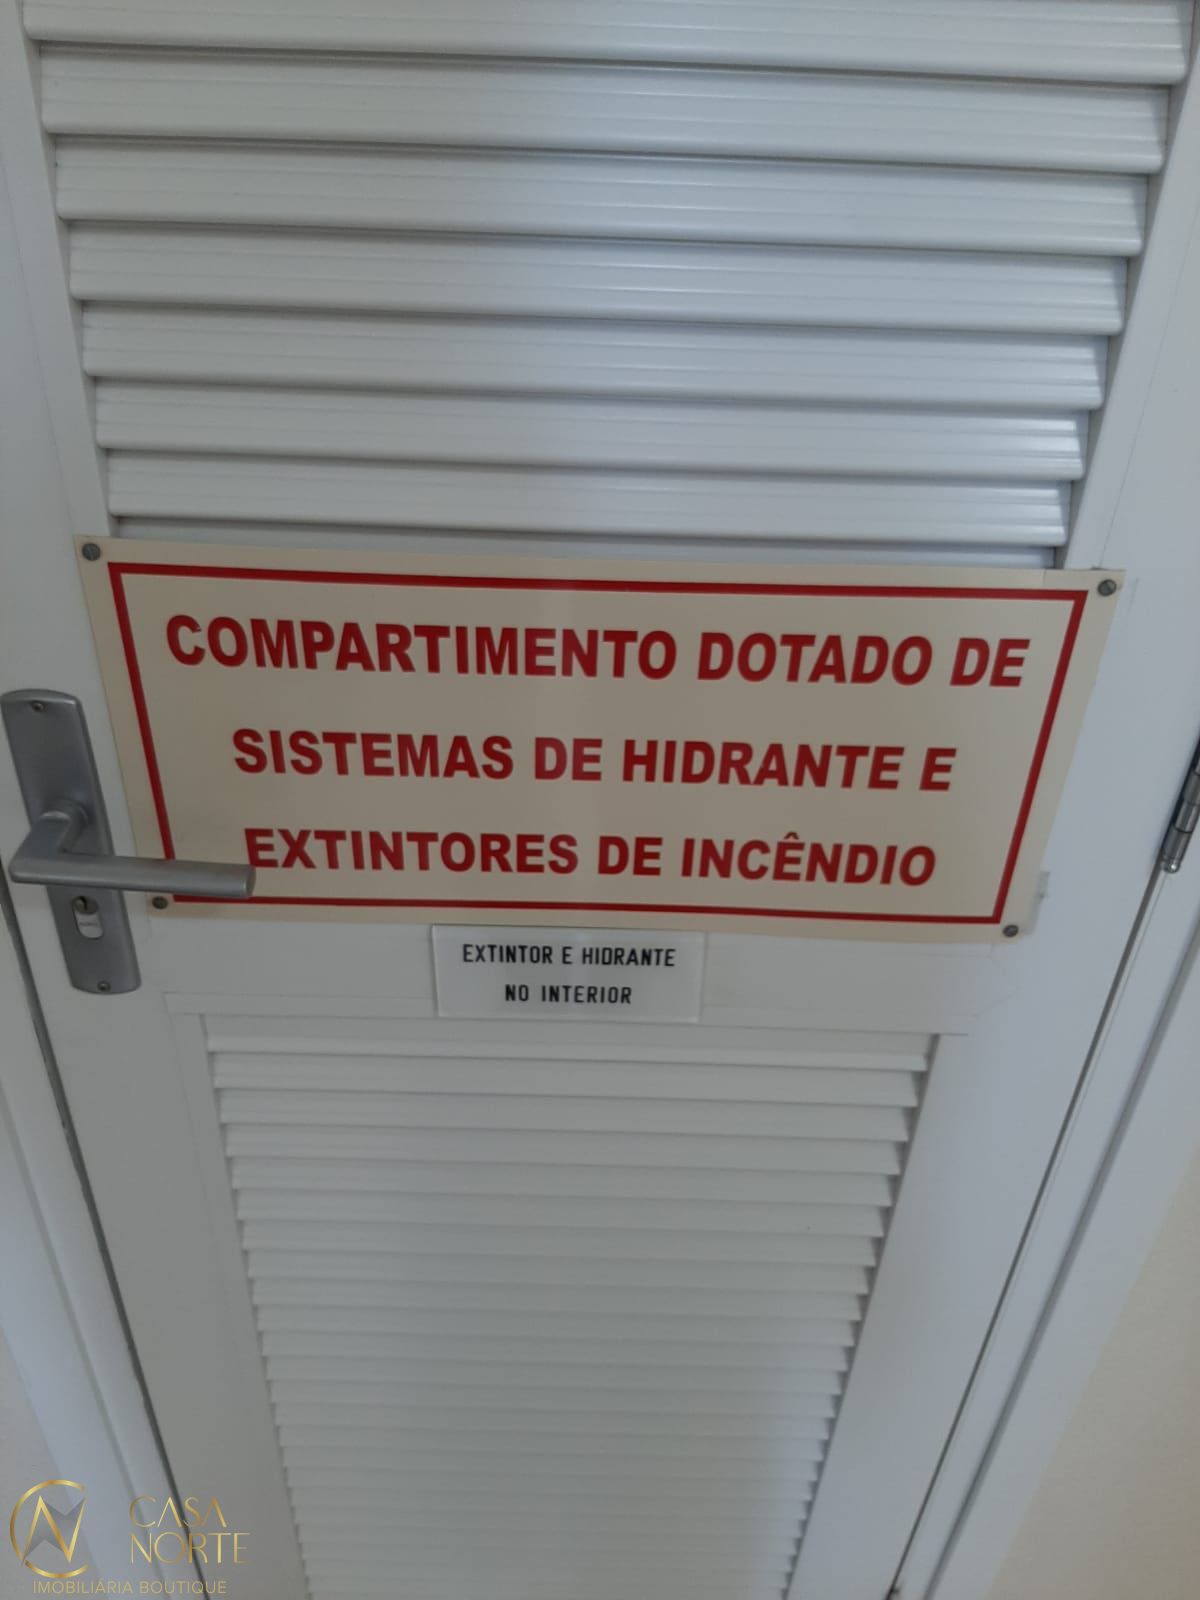 COMPARTIMENTO DOTADO DE
SISTEMAS DE HIDRANTE E
EXTINTORES DE INCÊNDIO
EXTINTOR E HIDRANTE
NO INTERIOR
CASA
NORTE
IMOBILIÁRIA BOUTIQUE